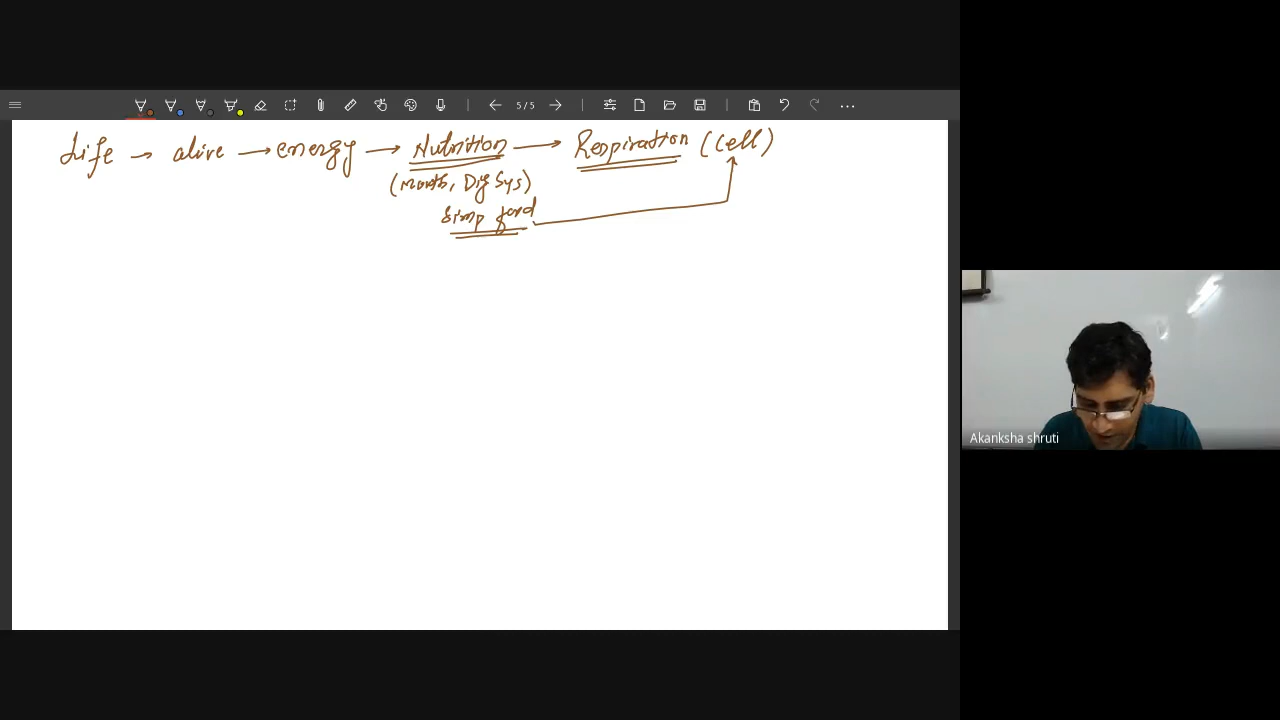 5/5
Life → alive → energy → Nutrition → Respiration (Cell)
(Mouth, Dig Sys)
Simp food
Akanksha shruti